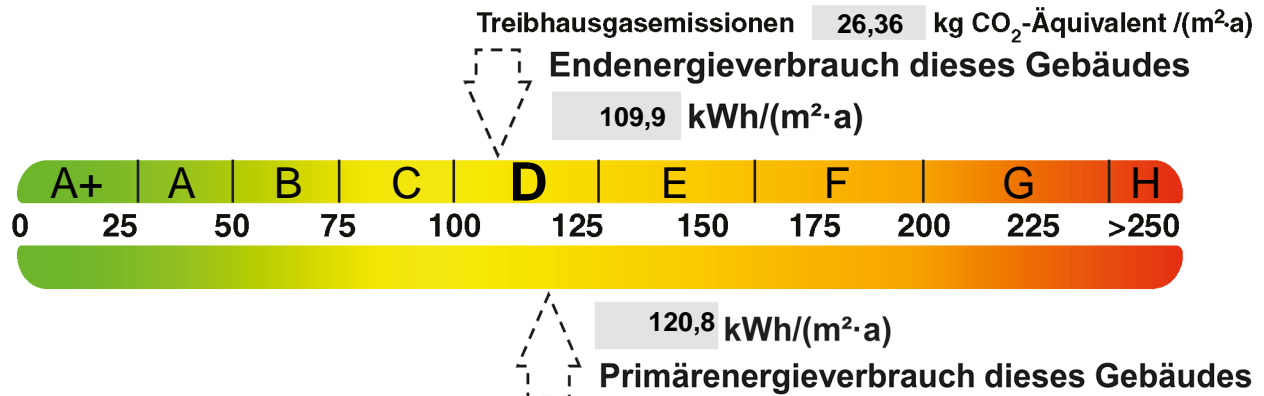 Treibhausgasemissionen 26,36 kg CO₂-Äquivalent /(m²·a)
Endenergieverbrauch dieses Gebäudes
109,9 kWh/(m²·a)
A+ A B C D E F G H
0 25 50 75 100 125 150 175 200 225 >250
120,8 kWh/(m²·a)
Primärenergieverbrauch dieses Gebäudes